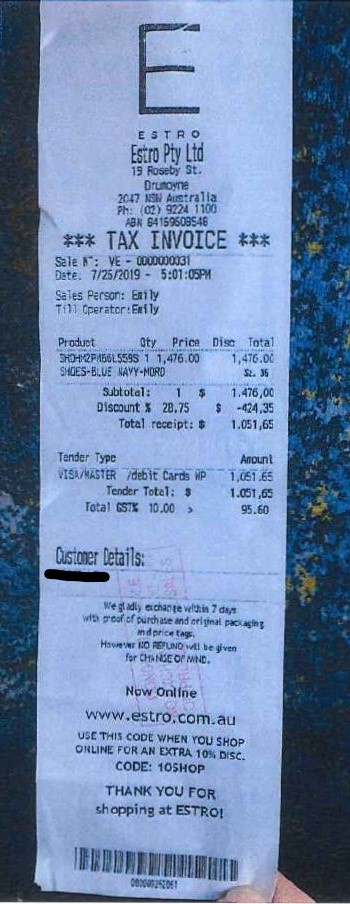 E
ESTRO
Estro Pty Ltd
19 Roseby St.
Drumoyne
2047 NSW Australia
Ph: (02) 9224 1100
ABN 84169608548
*** TAX INVOICE ***
Sale N°: VE - 0000000031
Date: 7/25/2019 - 5:01:05PM
Sales Person: Emily
Till Operator: Emily
Product Qty Price Disc Total
1 1,476.00 1,476.00
SHOES-BLUE NAVY-NORD Sz. 36
Subtotal: 1 $ 1,476.00
Discount % 28.75 $ -424.35
Total receipt: $ 1,051.65
Tender Type Amount
VISA/MASTER /debit Cards WP 1,051.65
Tender Total: $ 1,051.65
Total GST% 10.00 > 95.60
Customer Details:
We gladly exchange within 7 days
with proof of purchase and original packaging
and price tags.
However NO REFUND will be given
for CHANGE OF MIND.
Now Online
www.estro.com.au
USE THIS CODE WHEN YOU SHOP
ONLINE FOR AN EXTRA 10% DISC.
CODE: 10SHOP
THANK YOU FOR
shopping at ESTRO!